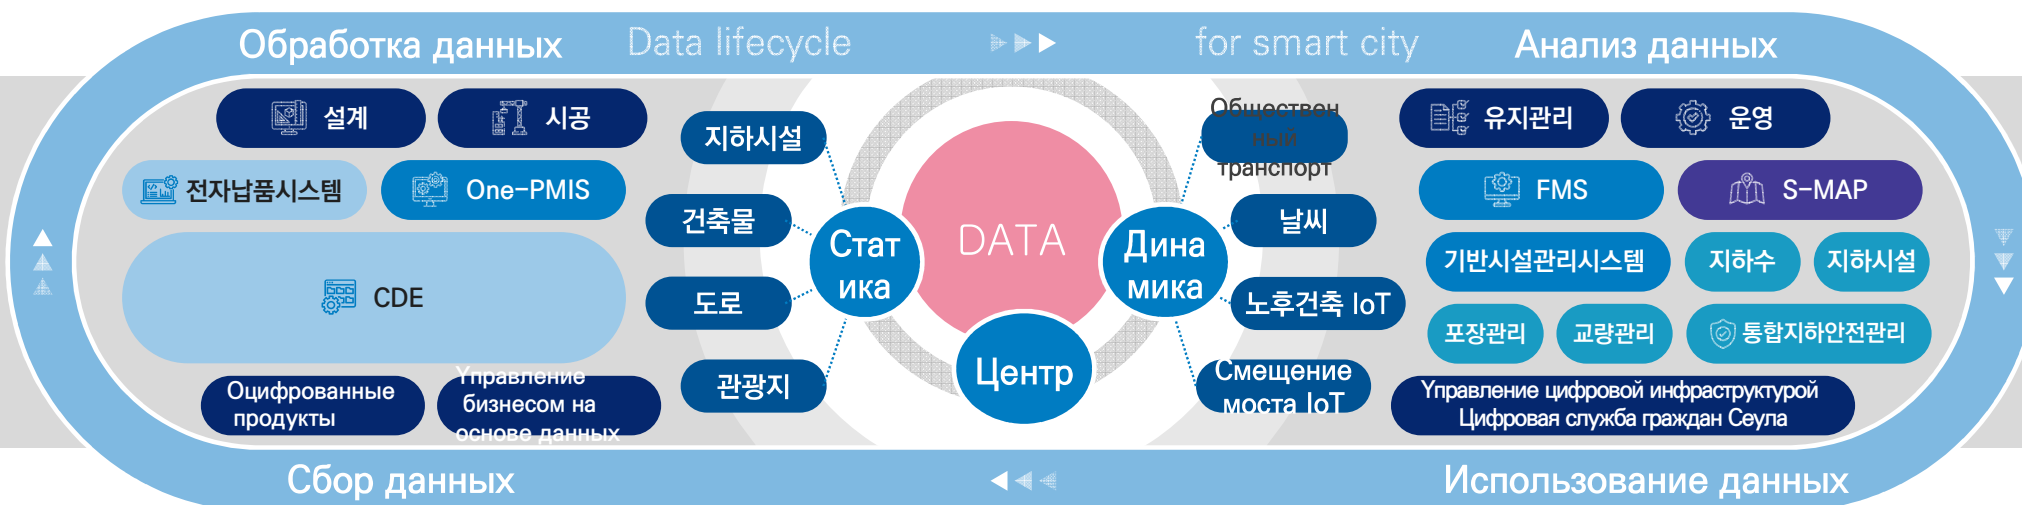 Обработка данных
Data lifecycle
for smart city
Анализ данных
설계
시공
전자납품시스템
One-PMIS
CDE
Оцифрованные
продукты
Управление
бизнесом на
основе данных
지하시설
건축물
도로
관광지
Стат
ика
DATA
Центр
Дина
мика
Обществен
ный
транспорт
날씨
노후건축 IoT
Смещение
моста IoT
유지관리
운영
FMS
S-MAP
기반시설관리시스템
지하수
지하시설
포장관리
교량관리
통합지하안전관리
Управление цифровой инфраструктурой
Цифровая служба граждан Сеула
Сбор данных
Использование данных